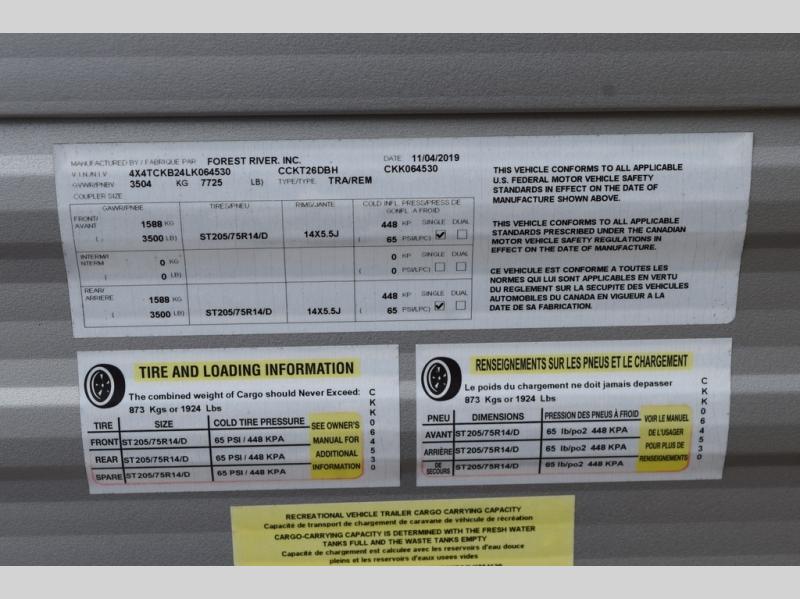 MANUFACTURED BY / FABRIQUE PAR FOREST RIVER. INC. DATE 11/04/2019
V.I.N./N.I.V. 4X4TCKB24LK064530 CCKT26DBH CKK064530
GVWR/PNBV 3504 KG 7725 LB) TYPE/TYPE: TRA/REM
COUPLER SIZE
GAWR/PNBE TIRES/PNEU RIMS/JANTE COLD INFL. PRESS/PRESS DE GONFL A FROID
FRONT/ AVANT 1588 KG 448 KP SINGLE DUAL
( , 3500 LB) ST205/75R14/D 14X5.5J ( 65 PSI/LPC)
INTERM/I INTERM 0 KG 0 KP SINGLE DUAL
( 0 LB) ( 0 PSI/LPC)
REAR/ ARRIERE 1588 KG 448 KP SINGLE DUAL
( 3500 LB) ST205/75R14/D 14X5.5J ( 65 PSI/LPC)
THIS VEHICLE CONFORMS TO ALL APPLICABLE
U.S. FEDERAL MOTOR VEHICLE SAFETY
STANDARDS IN EFFECT ON THE DATE OF
MANUFACTURE SHOWN ABOVE.
THIS VEHICLE CONFORMS TO ALL APPLICABLE
STANDARDS PRESCRIBED UNDER THE CANADIAN
MOTOR VEHICLE SAFETY REGULATIONS IN
EFFECT ON THE DATE OF MANUFACTURE.
CE VEHICULE EST CONFORME A TOUTES LES
NORMES QUI LUI SONT APPLICABLES EN VERTU
DU REGLEMENT SUR LA SECUPITE DES VEHICULES
AUTOMOBILES DU CANADA EN VIGUEUR A LA
DATE DE SA FABRICATION.
TIRE AND LOADING INFORMATION
The combined weight of Cargo should Never Exceed:
873 Kgs or 1924 Lbs
TIRE SIZE COLD TIRE PRESSURE
FRONT ST205/75R14/D 65 PSI / 448 KPA
REAR ST205/75R14/D 65 PSI / 448 KPA
SPARE ST205/75R14/D 65 PSI / 448 KPA
SEE OWNER'S
MANUAL FOR
ADDITIONAL
INFORMATION
CKK064530
RENSEIGNEMENTS SUR LES PNEUS ET LE CHARGEMENT
Le poids du chargement ne doit jamais depasser
873 Kgs or 1924 Lbs
PNEU DIMENSIONS PRESSION DES PNEUS À FROID
AVANT ST205/75R14/D 65 lb/po2 448 KPA
ARRIÈRE ST205/75R14/D 65 lb/po2 448 KPA
DE SECOURS ST205/75R14/D 65 lb/po2 448 KPA
VOIR LE MANUEL
DE L'USAGER
POUR PLUS DE
RENSEIGNEMENTS
CKK064530
RECREATIONAL VEHICLE TRAILER CARGO CARRYING CAPACITY
Capacité de transport de chargement de caravane de véhicule de récréation
CARGO-CARRYING CAPACITY IS DETERMINED WITH THE FRESH WATER
TANKS FULL AND THE WASTE TANKS EMPTY
Capacité de chargement est calculee avec les reservoirs d'eau douce
pleins et les reservoirs d'eaux usees vides